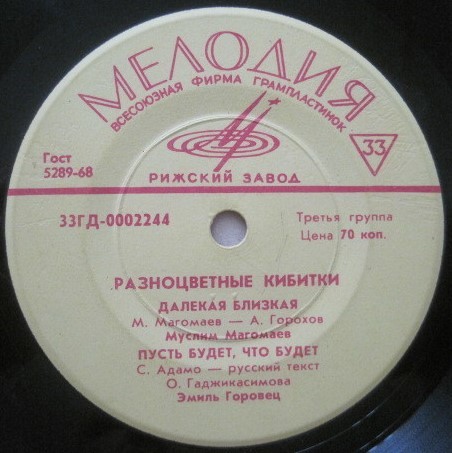 МЕЛОДИЯ
ВСЕСОЮЗНАЯ ФИРМА ГРАМПЛАСТИНОК
33
Гост
5289-68
РИЖСКИЙ ЗАВОД
33ГД-0002244
Третья группа
Цена 70 коп.
РАЗНОЦВЕТНЫЕ КИБИТКИ
ДАЛЕКАЯ БЛИЗКАЯ
М. Магомаев — А. Горохов
Муслим Магомаев
ПУСТЬ БУДЕТ, ЧТО БУДЕТ
С. Адамо — русский текст
О. Гаджикасимова
Эмиль Горовец